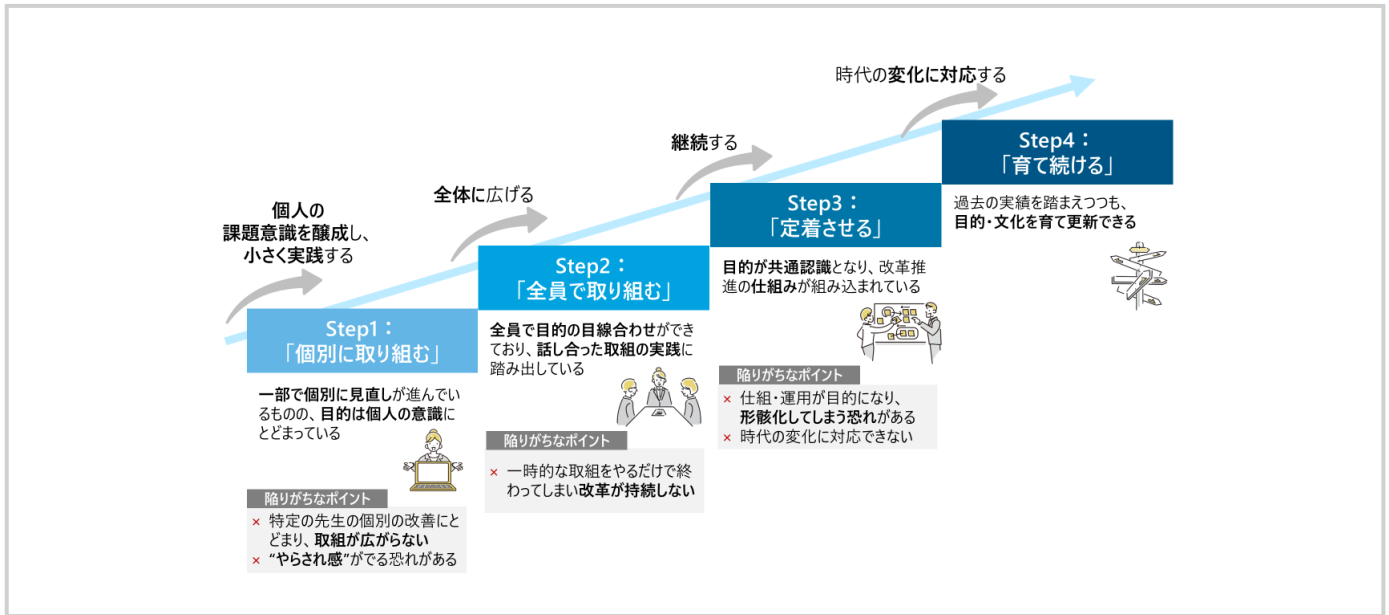 個人の
課題意識を醸成し、
小さく実践する
Step1：
「個別に取り組む」
一部で個別に見直しが進んでい
るものの、目的は個人の意識に
とどまっている
陥りがちなポイント
× 特定の先生の個別の改善にと
どまり、取組が広がらない
× “やらされ感”がでる恐れがある
全体に広げる
Step2：
「全員で取り組む」
全員で目的の目線合わせができ
ており、話し合った取組の実践に
踏み出している
陥りがちなポイント
× 一時的な取組をやるだけで終
わってしまい改革が持続しない
継続する
Step3：
「定着させる」
目的が共通認識となり、改革推
進の仕組みが組み込まれている
陥りがちなポイント
× 仕組・運用が目的になり、
形骸化してしまう恐れがある
× 時代の変化に対応できない
時代の変化に対応する
Step4：
「育て続ける」
過去の実績を踏まえつつも、
目的・文化を育て更新できる